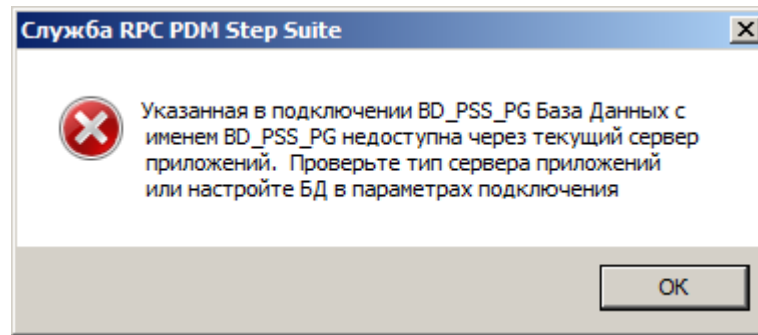 Служба RPC PDM Step Suite
Указанная в подключении BD_PSS_PG База Данных с
именем BD_PSS_PG недоступна через текущий сервер
приложений.  Проверьте тип сервера приложений
или настройте БД в параметрах подключения
ОК